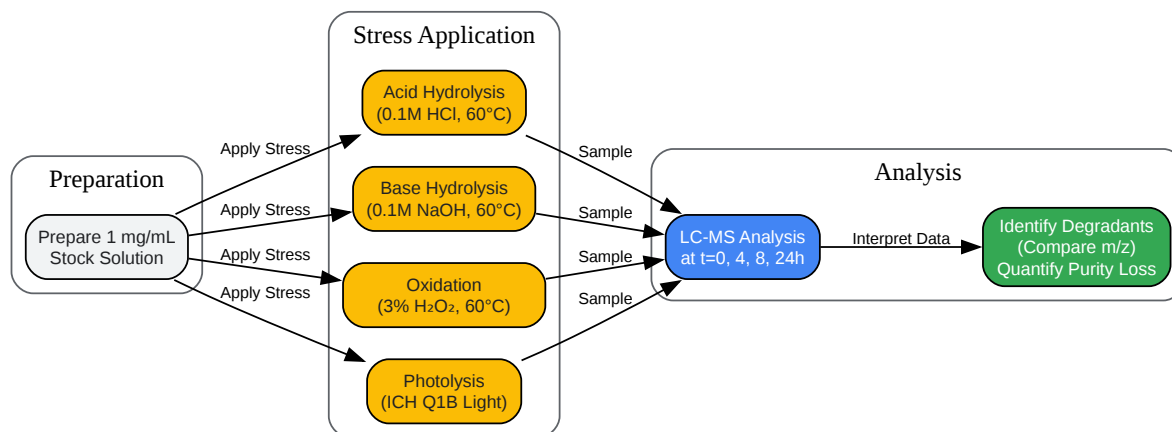 Preparation
Prepare 1 mg/mL
Stock Solution
Apply Stress
Apply Stress
Apply Stress
Apply Stress
Stress Application
Acid Hydrolysis
(0.1M HCl, 60°C)
Base Hydrolysis
(0.1M NaOH, 60°C)
Oxidation
(3% H₂O₂, 60°C)
Photolysis
(ICH Q1B Light)
Sample
Sample
Sample
Sample
Analysis
LC-MS Analysis
at t=0, 4, 8, 24h
Interpret Data
Identify Degradants
(Compare m/z)
Quantify Purity Loss